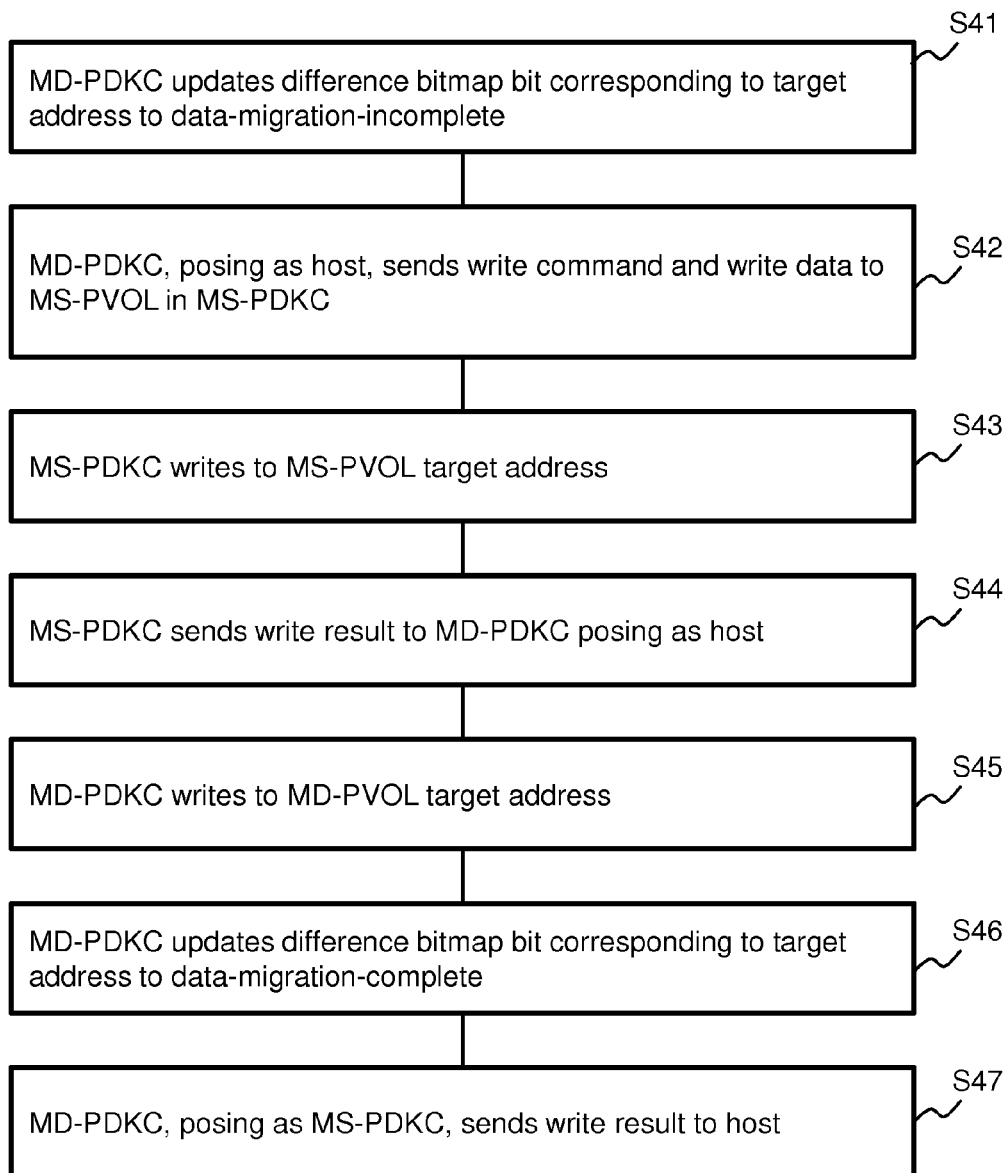 S41
MD-PDKC updates difference bitmap bit corresponding to target
address to data-migration-incomplete
S42
MD-PDKC, posing as host, sends write command and write data to
MS-PVOL in MS-PDKC
S43
MS-PDKC writes to MS-PVOL target address
S44
MS-PDKC sends write result to MD-PDKC posing as host
S45
MD-PDKC writes to MD-PVOL target address
S46
MD-PDKC updates difference bitmap bit corresponding to target
address to data-migration-complete
S47
MD-PDKC, posing as MS-PDKC, sends write result to host